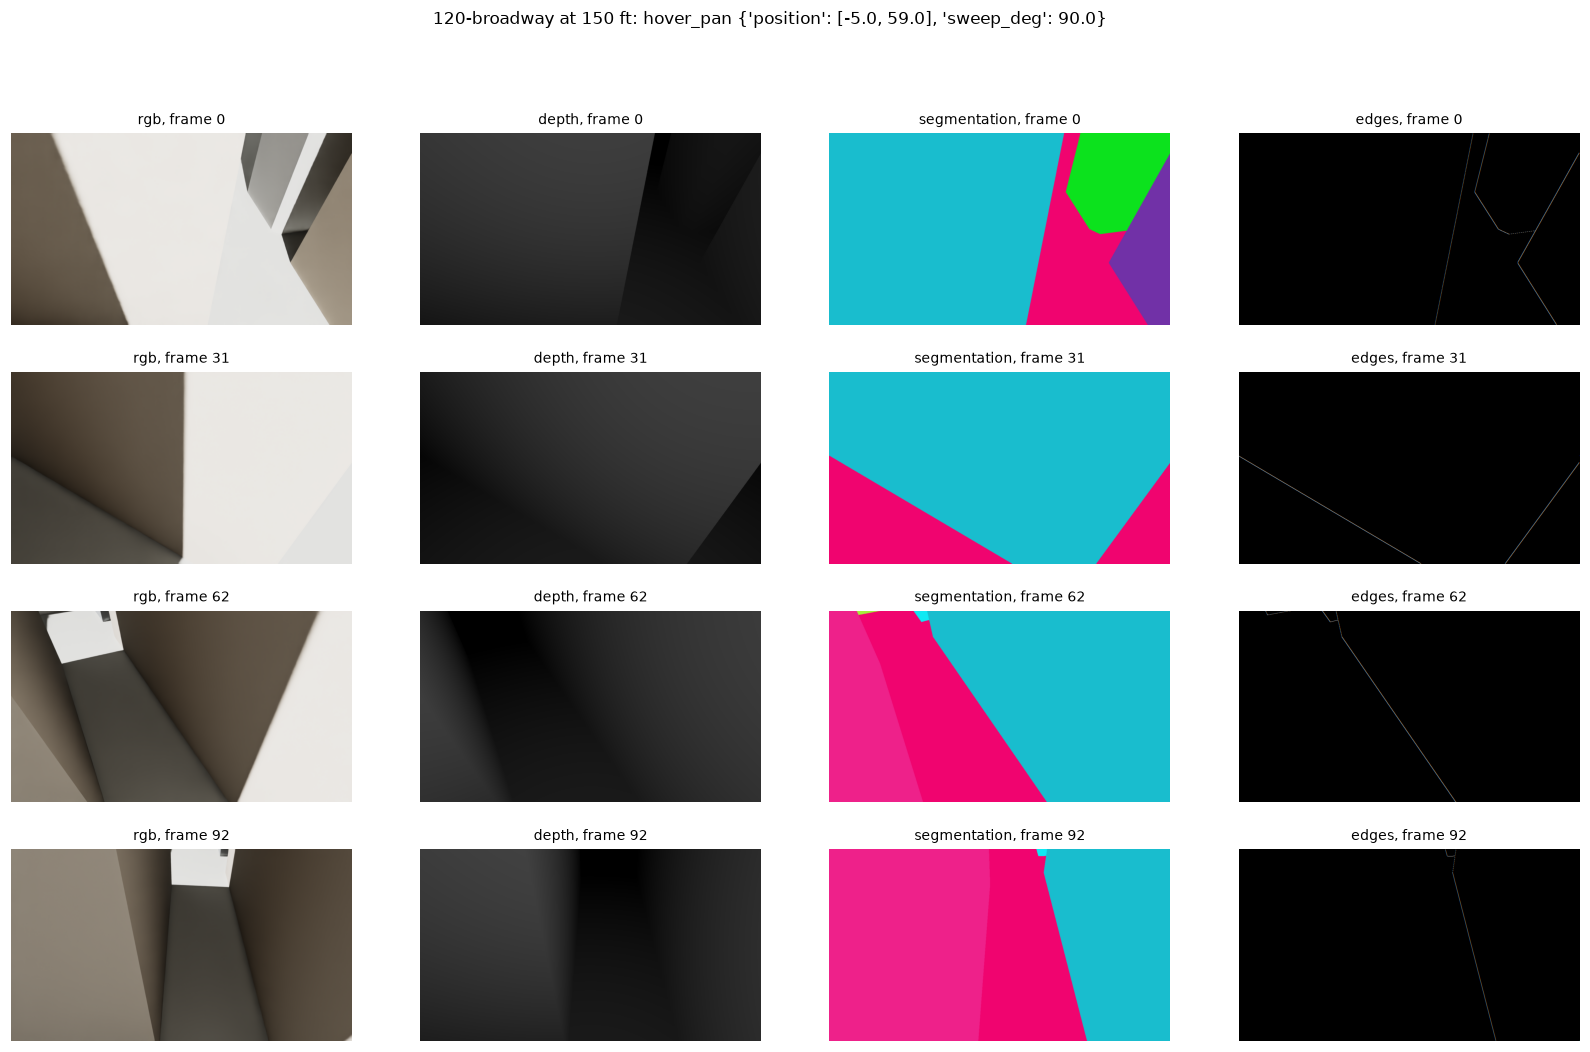 120-broadway at 150 ft: hover_pan {'position': [-5.0, 59.0], 'sweep_deg': 90.0}
rgb, frame 0
depth, frame 0
segmentation, frame 0
edges, frame 0
rgb, frame 31
depth, frame 31
segmentation, frame 31
edges, frame 31
rgb, frame 62
depth, frame 62
segmentation, frame 62
edges, frame 62
rgb, frame 92
depth, frame 92
segmentation, frame 92
edges, frame 92